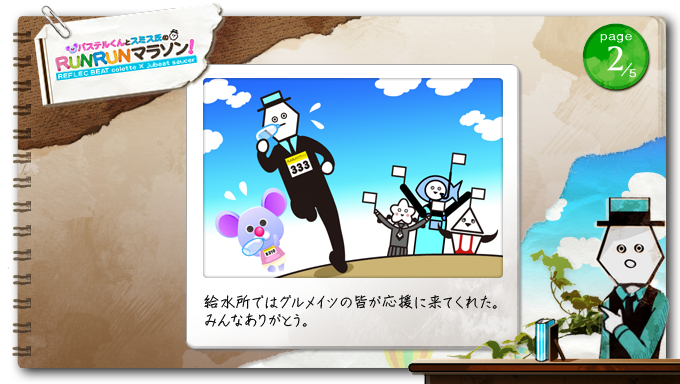 パステルくんとスミス氏の
RUNRUNマラソン!
REFLEC BEAT colette × jubeat saucer
page
2/5
333
給水所ではグルメイツの皆が応援に来てくれた。
みんなありがとう。